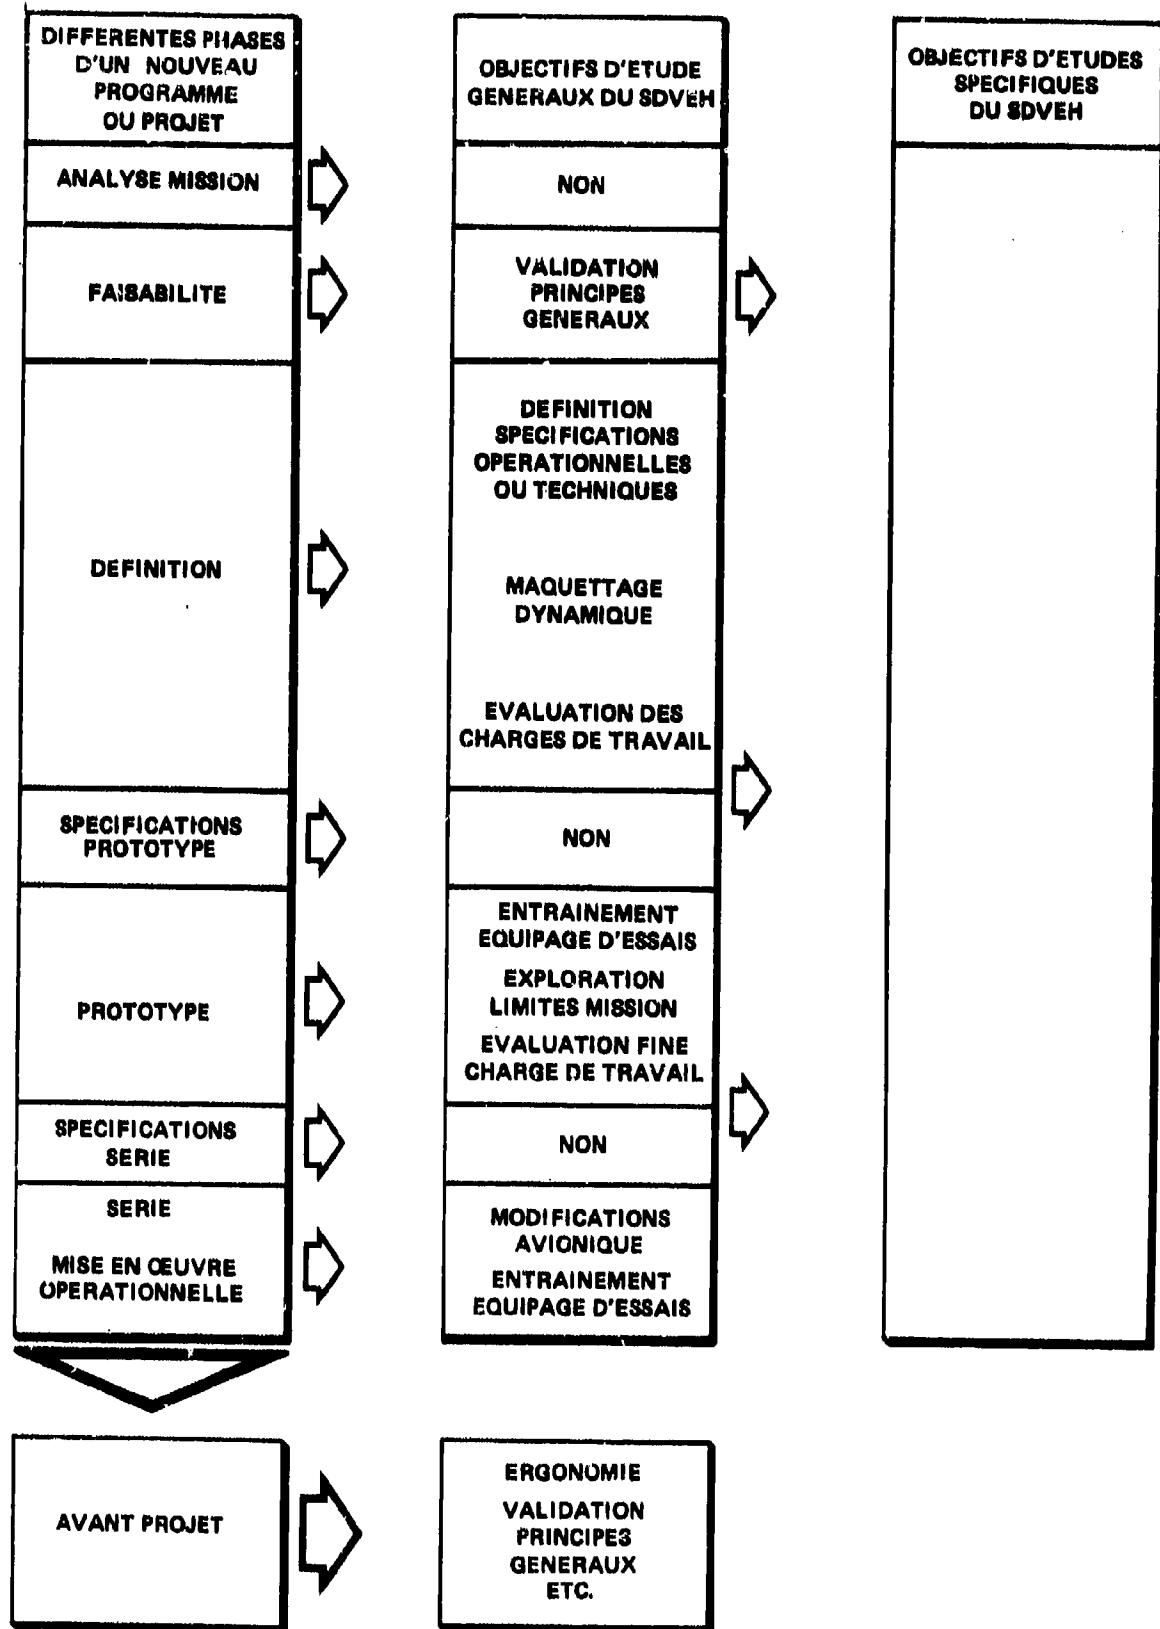 DIFFERENTES PHASES
D'UN NOUVEAU
PROGRAMME
OU PROJET
OBJECTIFS D'ETUDE
GENERAUX DU SDVEH
OBJECTIFS D'ETUDES
SPECIFIQUES
DU SDVEH
ANALYSE MISSION
NON
FAISABILITE
VALIDATION
PRINCIPES
GENERAUX
DEFINITION
DEFINITION
SPECIFICATIONS
OPERATIONNELLES
OU TECHNIQUES
MAQUETTAGE
DYNAMIQUE
EVALUATION DES
CHARGES DE TRAVAIL
SPECIFICATIONS
PROTOTYPE
NON
PROTOTYPE
ENTRAINEMENT
EQUIPAGE D'ESSAIS
EXPLORATION
LIMITES MISSION
EVALUATION FINE
CHARGE DE TRAVAIL
SPECIFICATIONS
SERIE
NON
SERIE
MISE EN ŒUVRE
OPERATIONNELLE
MODIFICATIONS
AVIONIQUE
ENTRAINEMENT
EQUIPAGE D'ESSAIS
AVANT PROJET
ERGONOMIE
VALIDATION
PRINCIPES
GENERAUX
ETC.